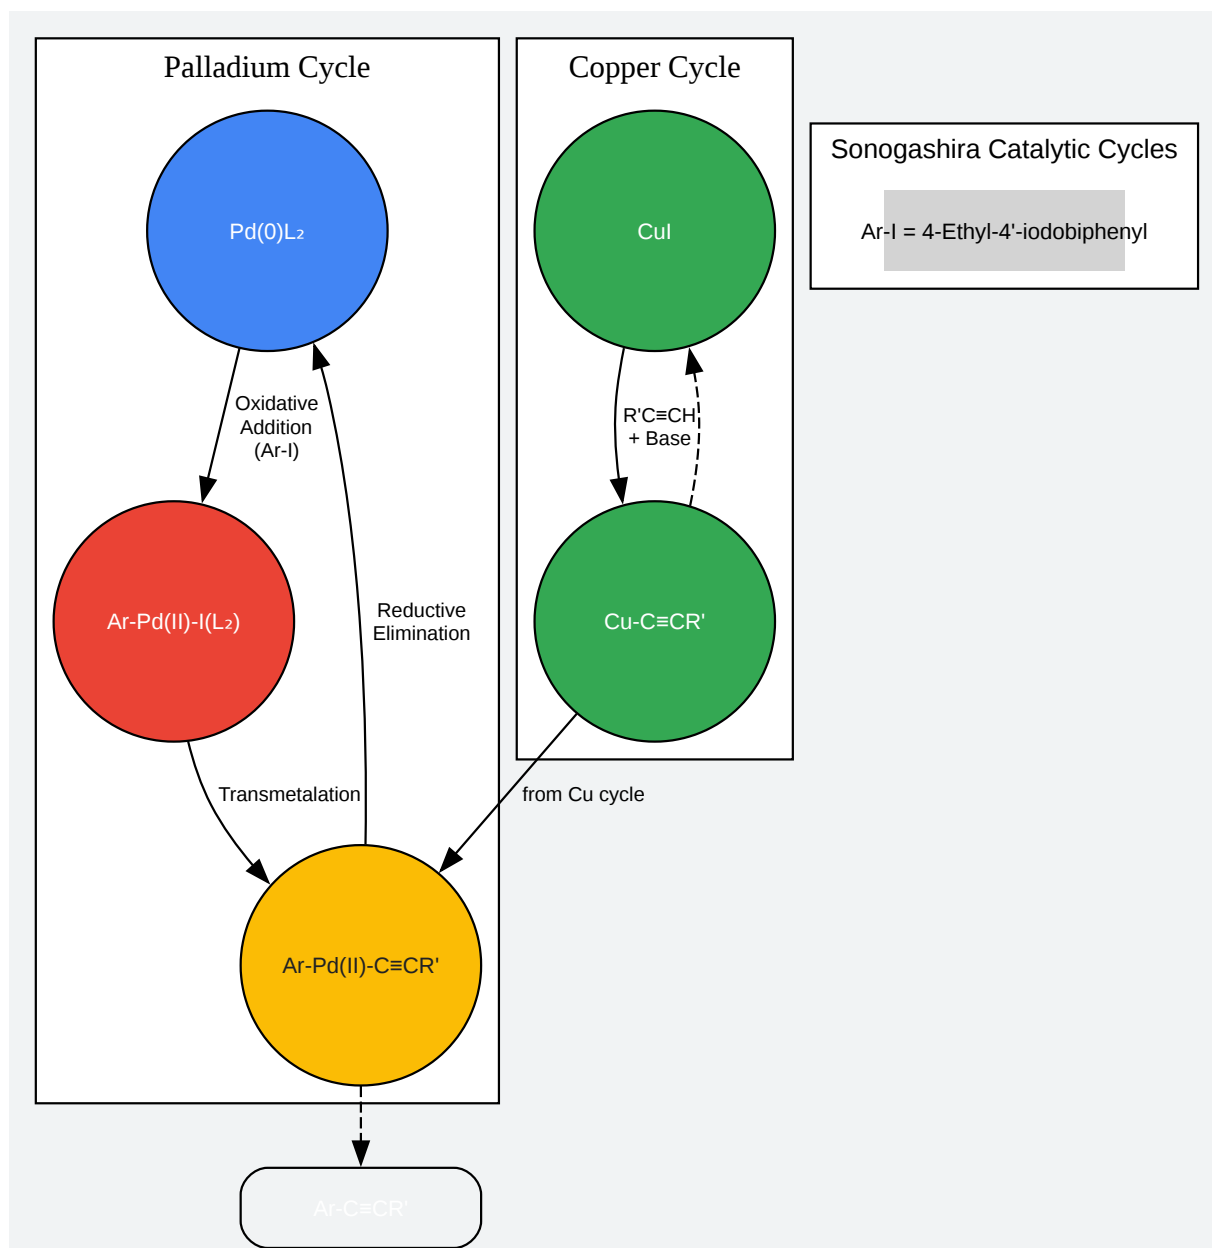 Palladium Cycle
Copper Cycle
Sonogashira Catalytic Cycles
Pd(0)L₂
CuI
Ar-I = 4-Ethyl-4'-iodobiphenyl
Oxidative
Addition
(Ar-I)
R'C≡CH
+ Base
Ar-Pd(II)-I(L₂)
Reductive
Elimination
Cu-C≡CR'
Transmetalation
from Cu cycle
Ar-Pd(II)-C≡CR'
Ar-C≡CR'